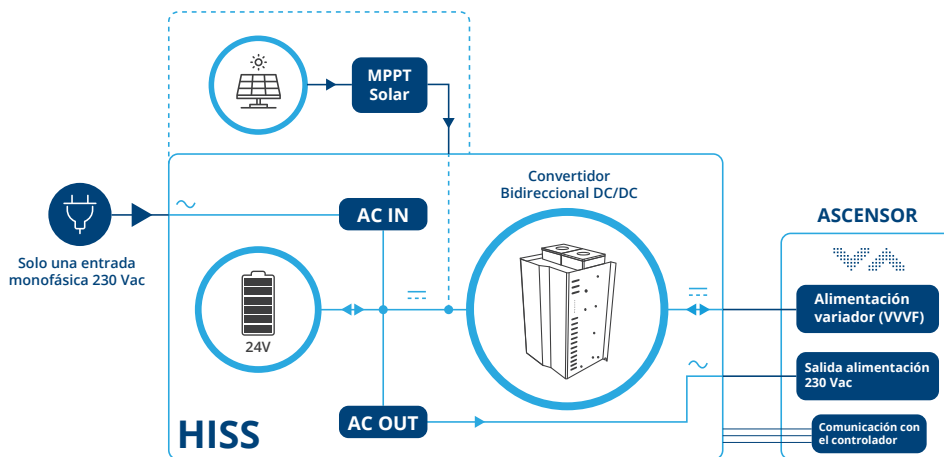 MPPT
Solar
Convertidor
Bidireccional DC/DC
AC IN
Solo una entrada
monofásica 230 Vac
24V
AC OUT
HISS
ASCENSOR
Alimentación
variador (VVVF)
Salida alimentación
230 Vac
Comunicación con
el controlador